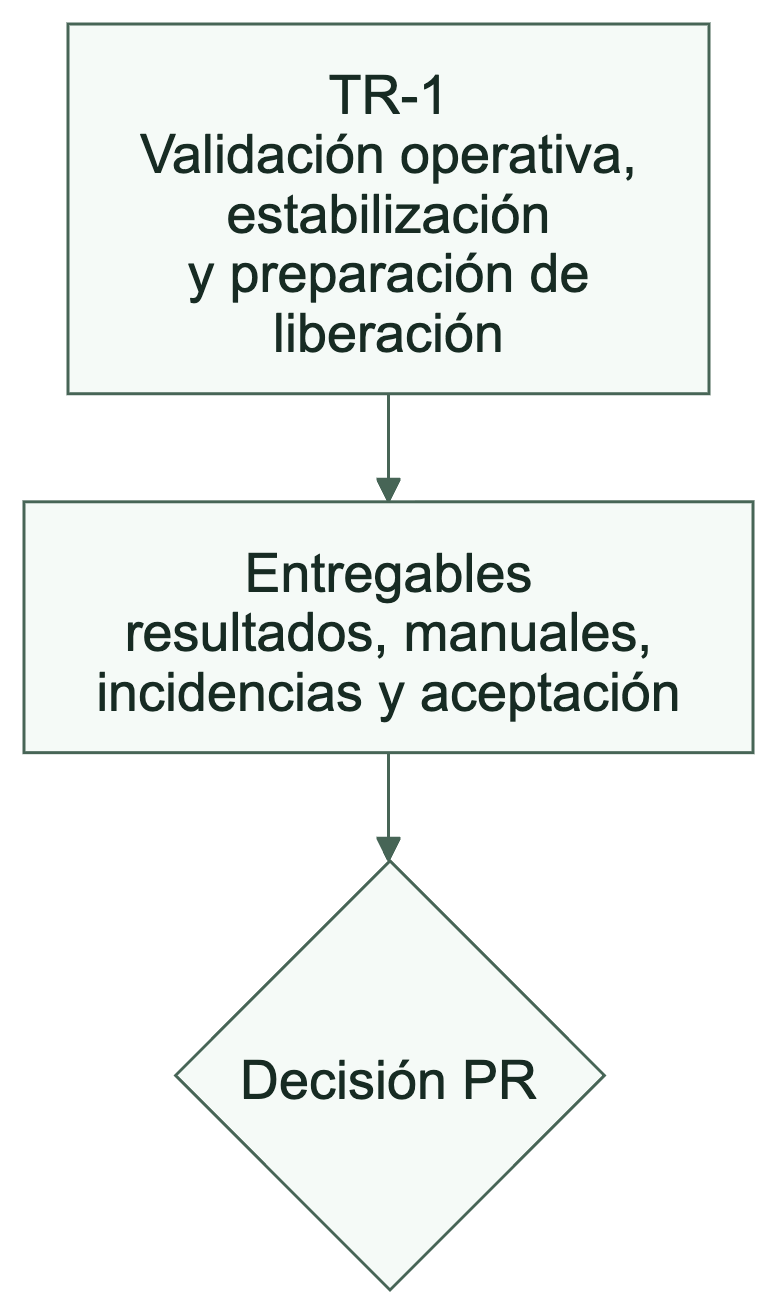 TR-1
Validación operativa,
estabilización
y preparación de
liberación
Entregables
resultados, manuales,
incidencias y aceptación
Decisión PR